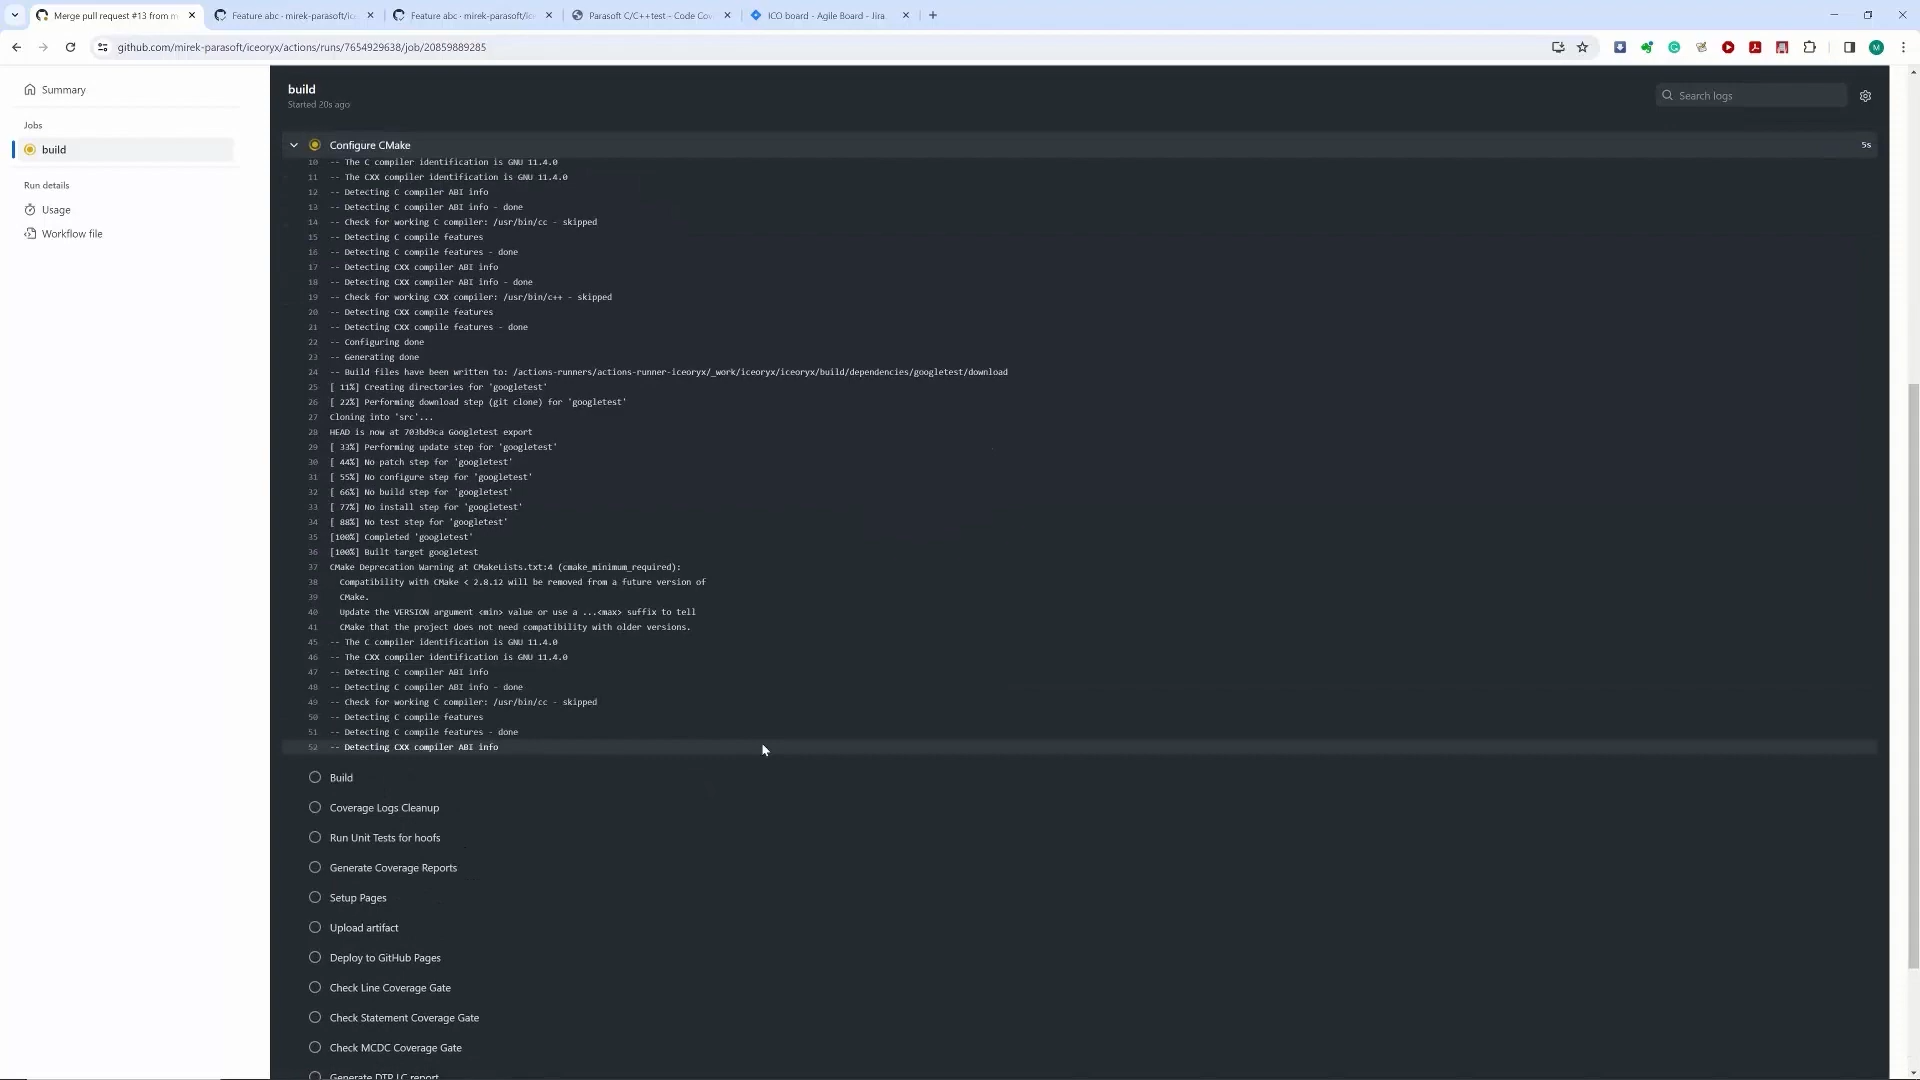 Merge pull request #13 from m
Feature abc · mirek-parasoft/ice
Feature abc · mirek-parasoft/ice
Parasoft C/C++test - Code Cov
ICO board - Agile Board - Jira
github.com/mirek-parasoft/iceoryx/actions/runs/7654929638/job/20859889285
M
Summary
Jobs
build
Run details
Usage
Workflow file
build
Started 20s ago
Search logs
Configure CMake
5s
10 -- The C compiler identification is GNU 11.4.0
11 -- The CXX compiler identification is GNU 11.4.0
12 -- Detecting C compiler ABI info
13 -- Detecting C compiler ABI info - done
14 -- Check for working C compiler: /usr/bin/cc - skipped
15 -- Detecting C compile features
16 -- Detecting C compile features - done
17 -- Detecting CXX compiler ABI info
18 -- Detecting CXX compiler ABI info - done
19 -- Check for working CXX compiler: /usr/bin/c++ - skipped
20 -- Detecting CXX compile features
21 -- Detecting CXX compile features - done
22 -- Configuring done
23 -- Generating done
24 -- Build files have been written to: /actions-runners/actions-runner-iceoryx/_work/iceoryx/iceoryx/build/dependencies/googletest/download
25 [ 11%] Creating directories for 'googletest'
26 [ 22%] Performing download step (git clone) for 'googletest'
27 Cloning into 'src'...
28 HEAD is now at 703bd9ca Googletest export
29 [ 33%] Performing update step for 'googletest'
30 [ 44%] No patch step for 'googletest'
31 [ 55%] No configure step for 'googletest'
32 [ 66%] No build step for 'googletest'
33 [ 77%] No install step for 'googletest'
34 [ 88%] No test step for 'googletest'
35 [100%] Completed 'googletest'
36 [100%] Built target googletest
37 CMake Deprecation Warning at CMakeLists.txt:4 (cmake_minimum_required):
38 Compatibility with CMake < 2.8.12 will be removed from a future version of
39 CMake.
40 Update the VERSION argument <min> value or use a ...<max> suffix to tell
41 CMake that the project does not need compatibility with older versions.
45 -- The C compiler identification is GNU 11.4.0
46 -- The CXX compiler identification is GNU 11.4.0
47 -- Detecting C compiler ABI info
48 -- Detecting C compiler ABI info - done
49 -- Check for working C compiler: /usr/bin/cc - skipped
50 -- Detecting C compile features
51 -- Detecting C compile features - done
52 -- Detecting CXX compiler ABI info
Build
Coverage Logs Cleanup
Run Unit Tests for hoofs
Generate Coverage Reports
Setup Pages
Upload artifact
Deploy to GitHub Pages
Check Line Coverage Gate
Check Statement Coverage Gate
Check MCDC Coverage Gate
Generate DTP LC report